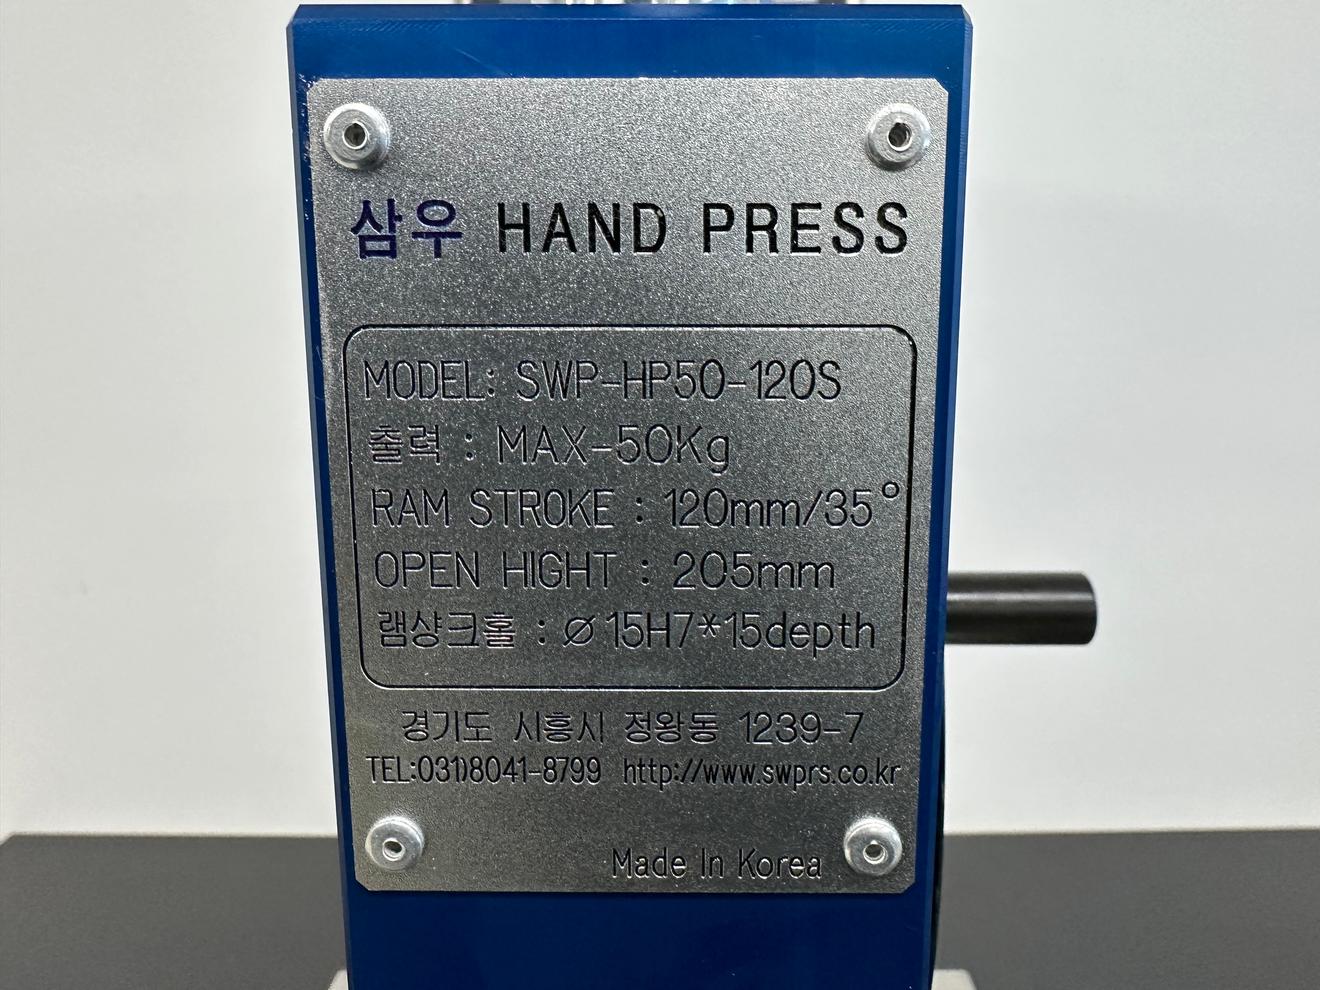 삼우 HAND PRESS
MODEL: SWP-HP50-120S
출력 : MAX-50Kg
RAM STROKE : 120mm/35°
OPEN HIGHT : 205mm
램샹크홀 : Ø15H7*15depth
경기도 시흥시 정왕동 1239-7
TEL:031)8041-8799 http://www.swprs.co.kr
Made In Korea